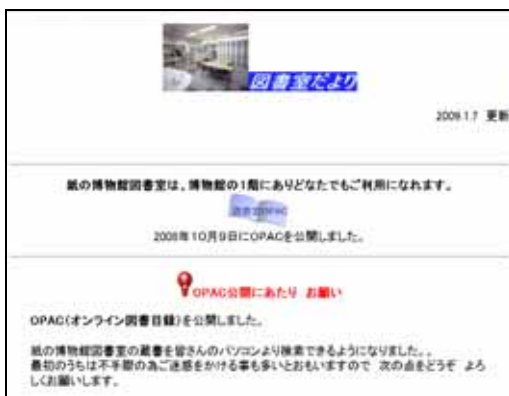 図書室だより
2009.1.7 更新
紙の博物館図書室は、博物館の1階にありどなたでもご利用になれます。
図書室OPAC
2008年10月9日にOPACを公開しました。
OPAC公開にあたり お願い
OPAC(オンライン図書目録)を公開しました。
紙の博物館図書室の蔵書を皆さんのパソコンより検索できるようになりました。。
最初のうちは不手際の為ご迷惑をかける事も多いとおもいますので 次の点をどうぞ よろ
しくお願いします。